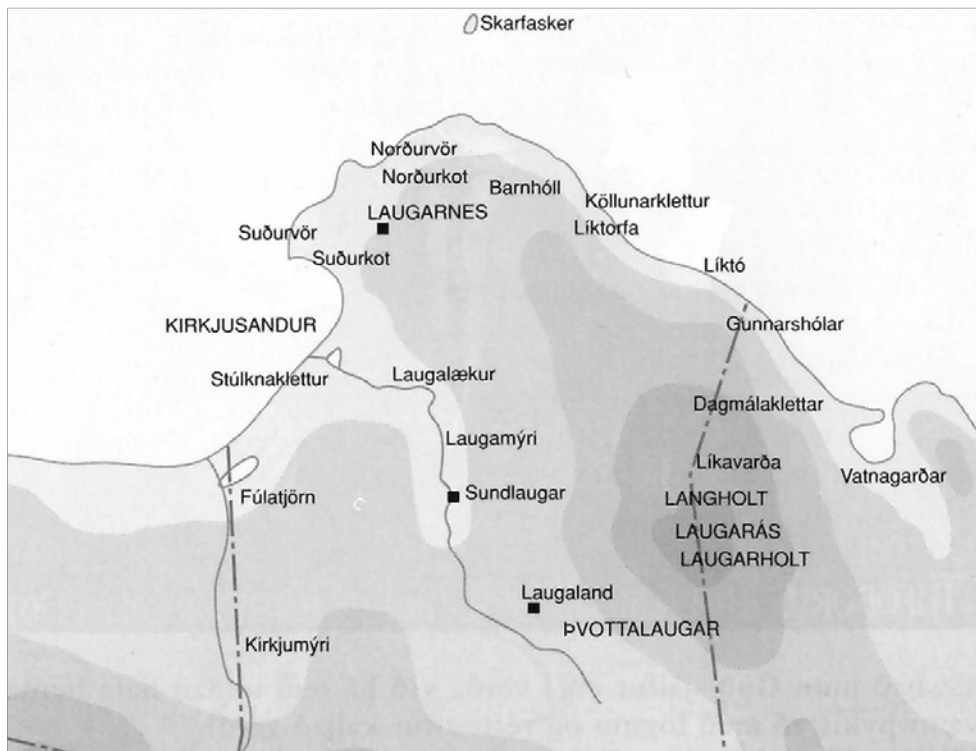 Skarfasker
Norðurvör
Norðurkot
Barnhóll
Köllunarklettur
LAUGARNES
Líktorfa
Suðurvör
Suðurkot
Líktó
KIRKJUSANDUR
Gunnarshólar
Stúlknaklettur
Laugalækur
Dagmálaklettar
Laugamýri
Líkavarða
Vatnagarðar
Fúlatjörn
Sundlaugar
LANGHOLT
LAUGARÁS
LAUGARHOLT
Laugaland
ÞVOTTALAUGAR
Kirkjumýri